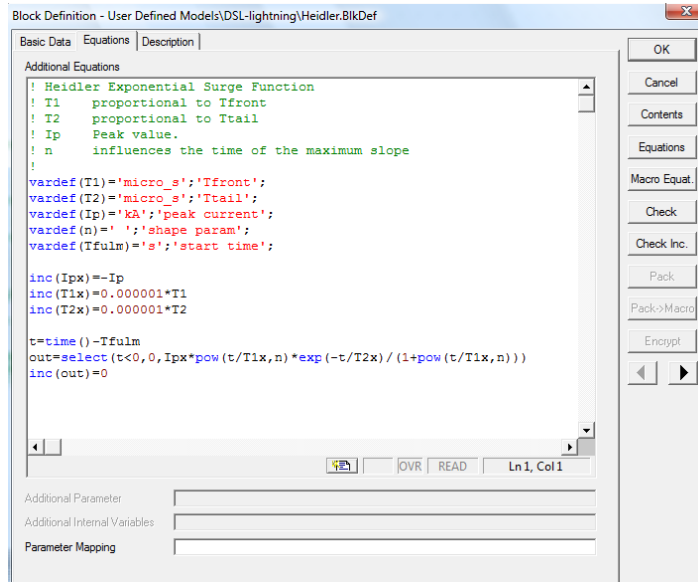 Block Definition - User Defined Models\DSL-lightning\Heidler.BlkDef
Basic Data
Equations
Description
Additional Equations
! Heidler Exponential Surge Function
! T1    proportional to Tfront
! T2    proportional to Ttail
! Ip    Peak value.
! n     influences the time of the maximum slope
!
vardef(T1)='micro_s';'Tfront';
vardef(T2)='micro_s';'Ttail';
vardef(Ip)='kA';'peak current';
vardef(n)=' ';'shape param';
vardef(Tfulm)='s';'start time';
inc(Ipx)=-Ip
inc(T1x)=0.000001*T1
inc(T2x)=0.000001*T2
t=time()-Tfulm
out=select(t<0,0,Ipx*pow(t/T1x,n)*exp(-t/T2x)/(1+pow(t/T1x,n)))
inc(out)=0
OVR
READ
Ln1, Col1
Additional Parameter
Additional Internal Variables
Parameter Mapping
OK
Cancel
Contents
Equations
Macro Equat.
Check
Check Inc.
Pack
Pack->Macro
Encrypt